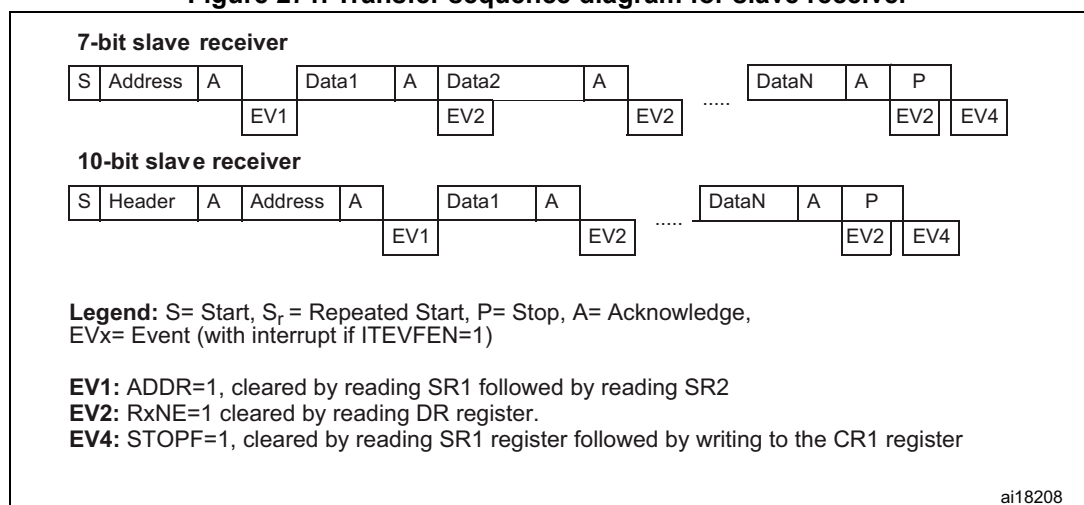 Figure 271. Transfer sequence diagram for slave receiver
7-bit slave receiver
S Address A Data1 A Data2 A ..... DataN A P
EV1 EV2 EV2 EV2 EV4
10-bit slave receiver
S Header A Address A Data1 A ..... DataN A P
EV1 EV2 EV2 EV4
Legend: S= Start, Sr = Repeated Start, P= Stop, A= Acknowledge,
EVx= Event (with interrupt if ITEVFEN=1)
EV1: ADDR=1, cleared by reading SR1 followed by reading SR2
EV2: RxNE=1 cleared by reading DR register.
EV4: STOPF=1, cleared by reading SR1 register followed by writing to the CR1 register
ai18208